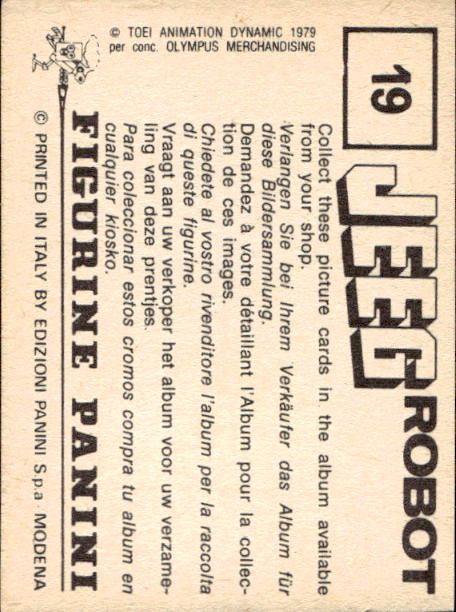 19
JEEG ROBOT
Collect these picture cards in the album available
from your shop.
Verlangen Sie bei Ihrem Verkäufer das Album für
diese Bildersammlung.
Demandez à votre détaillant l'Album pour la collec-
tion de ces images.
Chiedete al vostro rivenditore l'album per la raccolta
di queste figurine.
Vraagt aan uw verkoper het album voor uw verzame-
ling van deze prentjes.
Para coleccionar estos cromos compra tu album en
cualquier kiosko.
FIGURINE PANINI
© PRINTED IN ITALY BY EDIZIONI PANINI S.p.a - MODENA
© TOEI ANIMATION DYNAMIC 1979
per conc. OLYMPUS MERCHANDISING